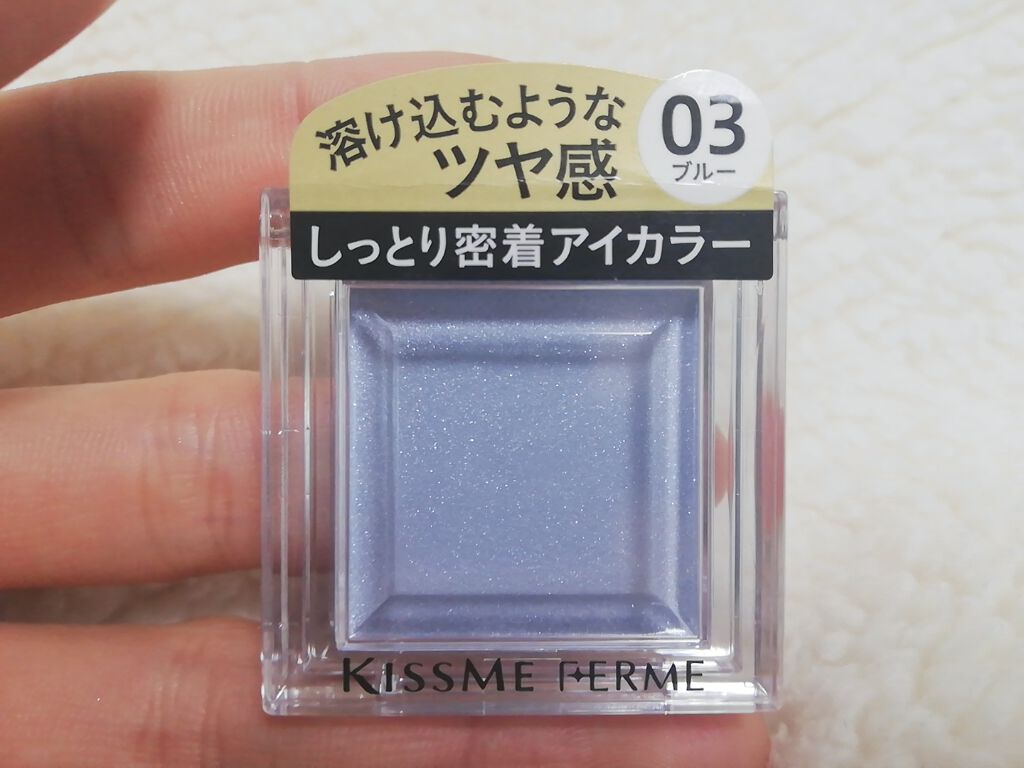 溶け込むような
ツヤ感
03
ブルー
しっとり密着アイカラー
KISSME FERME